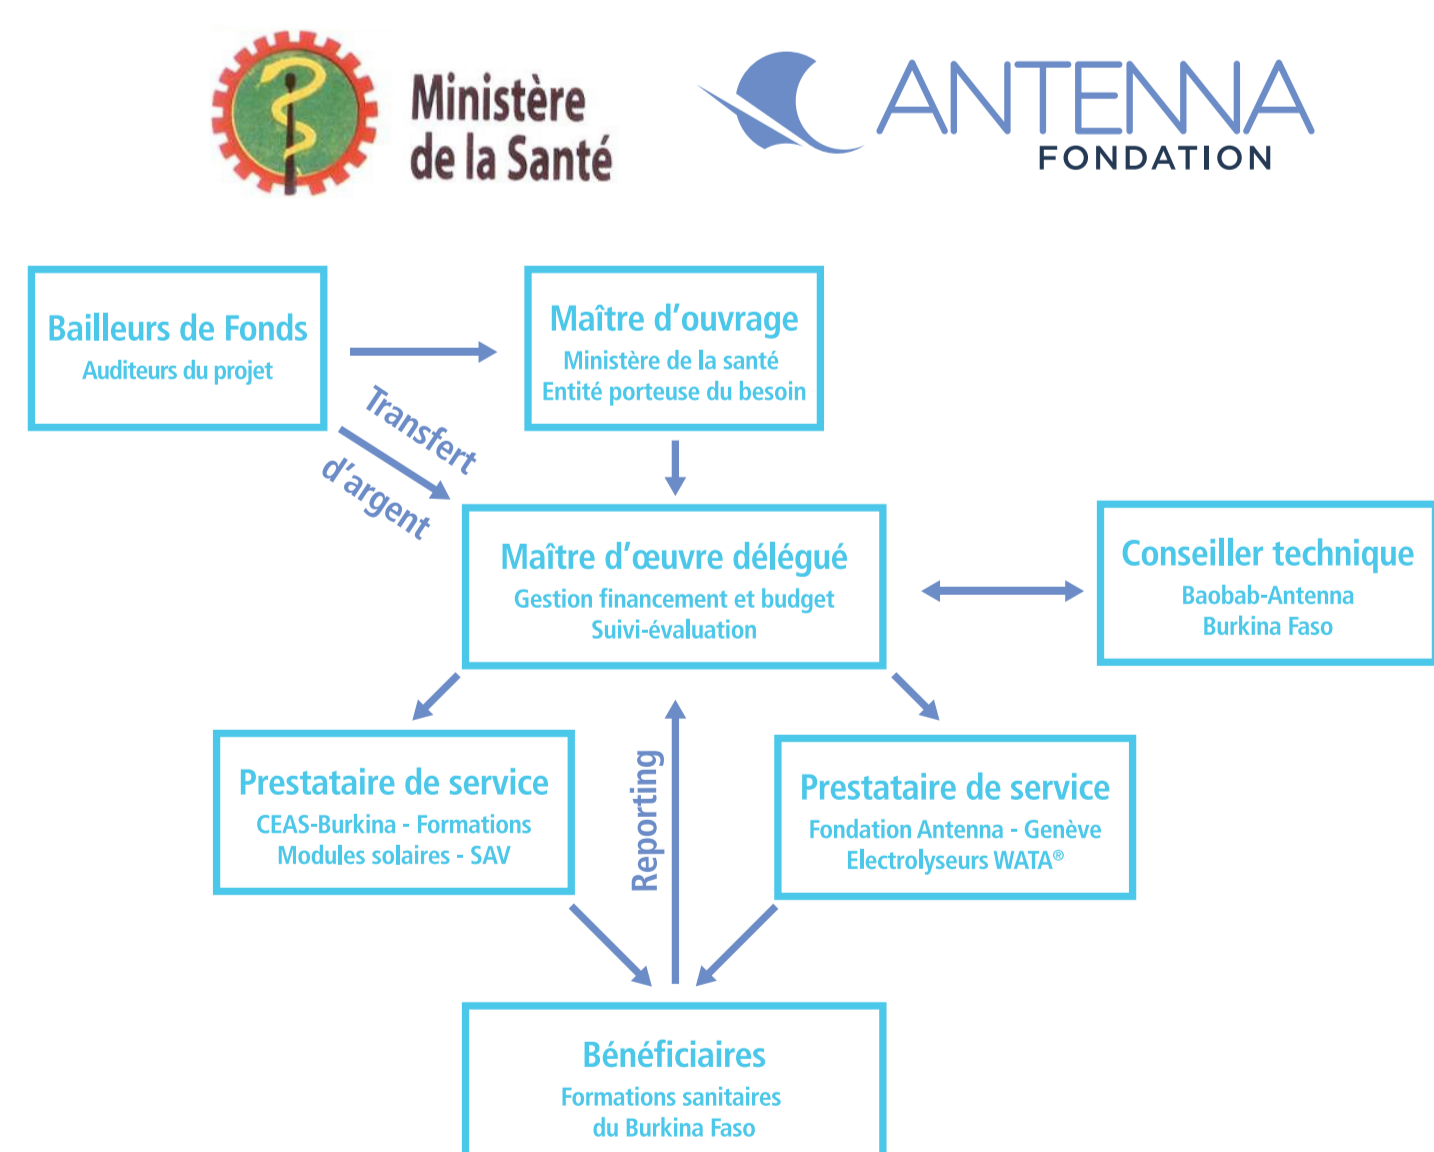 Ministère
de la Santé
ANTENNA
FONDATION
Bailleurs de Fonds
Auditeurs du projet
Maître d'ouvrage
Ministère de la santé
Entité porteuse du besoin
Transfert
d'argent
Maître d'œuvre délégué
Gestion financement et budget
Suivi-évaluation
Conseiller technique
Baobab-Antenna
Burkina Faso
Prestataire de service
CEAS-Burkina - Formations
Modules solaires - SAV
Reporting
Prestataire de service
Fondation Antenna - Genève
Electrolyseurs WATA®
Bénéficiaires
Formations sanitaires
du Burkina Faso